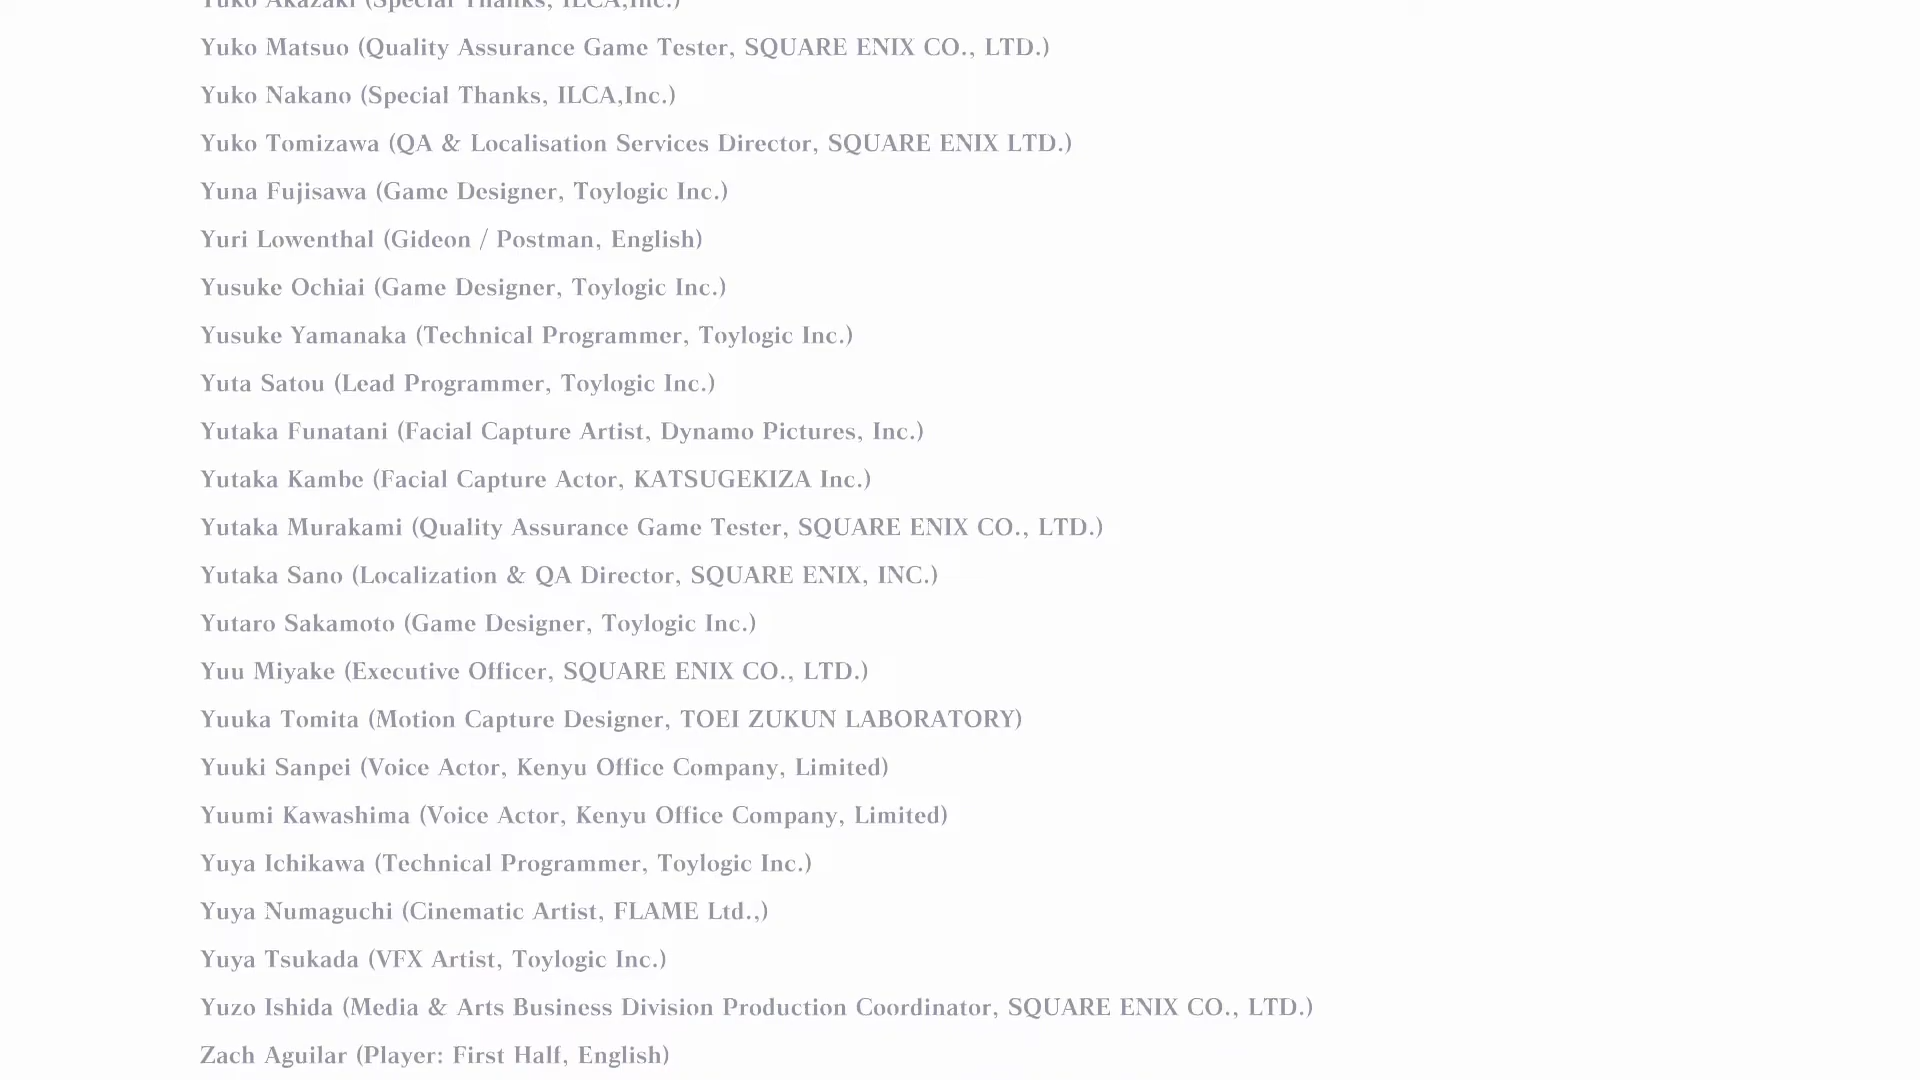 Yuko Akazaki (Special Thanks, ILCA,Inc.)
Yuko Matsuo (Quality Assurance Game Tester, SQUARE ENIX CO., LTD.)
Yuko Nakano (Special Thanks, ILCA,Inc.)
Yuko Tomizawa (QA & Localisation Services Director, SQUARE ENIX LTD.)
Yuna Fujisawa (Game Designer, Toylogic Inc.)
Yuri Lowenthal (Gideon / Postman, English)
Yusuke Ochiai (Game Designer, Toylogic Inc.)
Yusuke Yamanaka (Technical Programmer, Toylogic Inc.)
Yuta Satou (Lead Programmer, Toylogic Inc.)
Yutaka Funatani (Facial Capture Artist, Dynamo Pictures, Inc.)
Yutaka Kambe (Facial Capture Actor, KATSUGEKIZA Inc.)
Yutaka Murakami (Quality Assurance Game Tester, SQUARE ENIX CO., LTD.)
Yutaka Sano (Localization & QA Director, SQUARE ENIX, INC.)
Yutaro Sakamoto (Game Designer, Toylogic Inc.)
Yuu Miyake (Executive Officer, SQUARE ENIX CO., LTD.)
Yuuka Tomita (Motion Capture Designer, TOEI ZUKUN LABORATORY)
Yuuki Sanpei (Voice Actor, Kenyu Office Company, Limited)
Yuumi Kawashima (Voice Actor, Kenyu Office Company, Limited)
Yuya Ichikawa (Technical Programmer, Toylogic Inc.)
Yuya Numaguchi (Cinematic Artist, FLAME Ltd.,)
Yuya Tsukada (VFX Artist, Toylogic Inc.)
Yuzo Ishida (Media & Arts Business Division Production Coordinator, SQUARE ENIX CO., LTD.)
Zach Aguilar (Player: First Half, English)